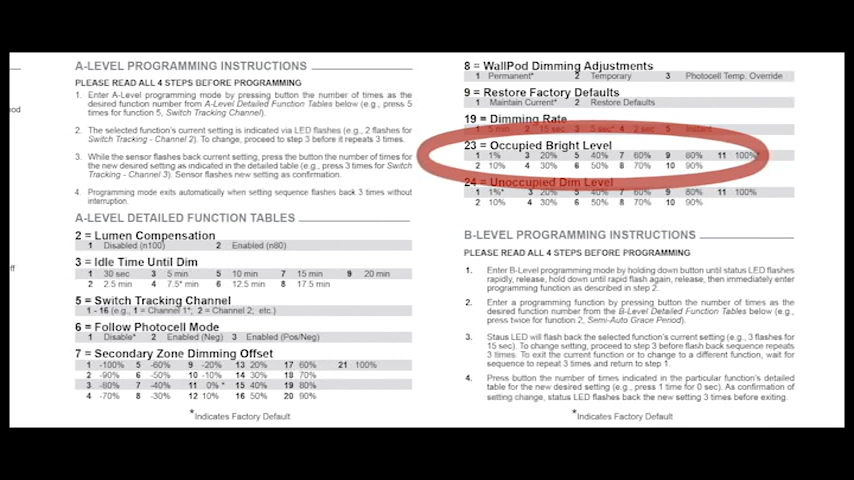 od
ff
A-LEVEL PROGRAMMING INSTRUCTIONS
PLEASE READ ALL 4 STEPS BEFORE PROGRAMMING
1. Enter A-Level programming mode by pressing button the number of times as the
desired function number from A-Level Detailed Function Tables below (e.g., press 5
times for function 5, Switch Tracking Channel).
2. The selected function's current setting is indicated via LED flashes (e.g., 2 flashes for
Switch Tracking - Channel 2). To change, proceed to step 3 before it repeats 3 times.
3. While the sensor flashes back current setting, press the button the number of times for
the new desired setting as indicated in the detailed table (e.g., press 3 times for Switch
Tracking - Channel 3). Sensor flashes new setting as confirmation.
4. Programming mode exits automatically when setting sequence flashes back 3 times without
interruption.
A-LEVEL DETAILED FUNCTION TABLES
2 = Lumen Compensation
1 Disabled (n100) 2 Enabled (n80)
3 = Idle Time Until Dim
1 30 sec 3 5 min 5 10 min 7 15 min 9 20 min
2 2.5 min 4 7.5* min 6 12.5 min 8 17.5 min
5 = Switch Tracking Channel
1 - 16 (e.g., 1 = Channel 1*; 2 = Channel 2; etc.)
6 = Follow Photocell Mode
1 Disable* 2 Enabled (Neg) 3 Enabled (Pos/Neg)
7 = Secondary Zone Dimming Offset
1 -100% 5 -60% 9 -20% 13 20% 17 60% 21 100%
2 -90% 6 -50% 10 -10% 14 30% 18 70%
3 -80% 7 -40% 11 0% * 15 40% 19 80%
4 -70% 8 -30% 12 10% 16 50% 20 90%
*Indicates Factory Default
8 = WallPod Dimming Adjustments
1 Permanent* 2 Temporary 3 Photocell Temp. Override
9 = Restore Factory Defaults
1 Maintain Current* 2 Restore Defaults
19 = Dimming Rate
1 5 min 2 15 sec 3 5 sec* 4 2 sec 5 Instant
23 = Occupied Bright Level
1 1% 3 20% 5 40% 7 60% 9 80% 11 100%*
2 10% 4 30% 6 50% 8 70% 10 90%
24 = Unoccupied Dim Level
1 1%* 3 20% 5 40% 7 60% 9 80% 11 100%
2 10% 4 30% 6 50% 8 70% 10 90%
B-LEVEL PROGRAMMING INSTRUCTIONS
PLEASE READ ALL 4 STEPS BEFORE PROGRAMMING
1. Enter B-Level programming mode by holding down button until status LED flashes
rapidly, release, hold down until rapid flash again, release, then immediately enter
programming function as described in step 2.
2. Enter a programming function by pressing button the number of times as the
desired function number from the B-Level Detailed Function Tables below (e.g.,
press twice for function 2, Semi-Auto Grace Period).
3. Staus LED will flash back the selected function's current setting (e.g., 3 flashes for
15 sec). To change setting, proceed to step 3 before flash back sequence repeats
3 times. To exit the current function or to change to a different function, wait for
sequence to repeat 3 times and return to step 1.
4. Press button the number of times indicated in the particular function's detailed
table for the new desired setting (e.g., press 1 time for 0 sec). As confirmation of
setting change, status LED flashes the new setting 3 times before exiting.
*Indicates Factory Default